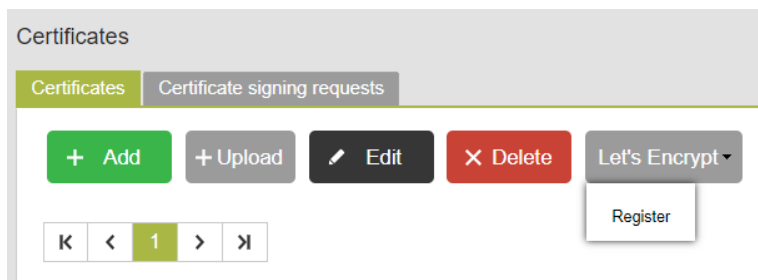 Certificates
Certificates Certificate signing requests
+ Add + Upload Edit Delete Let's Encrypt
Register
1